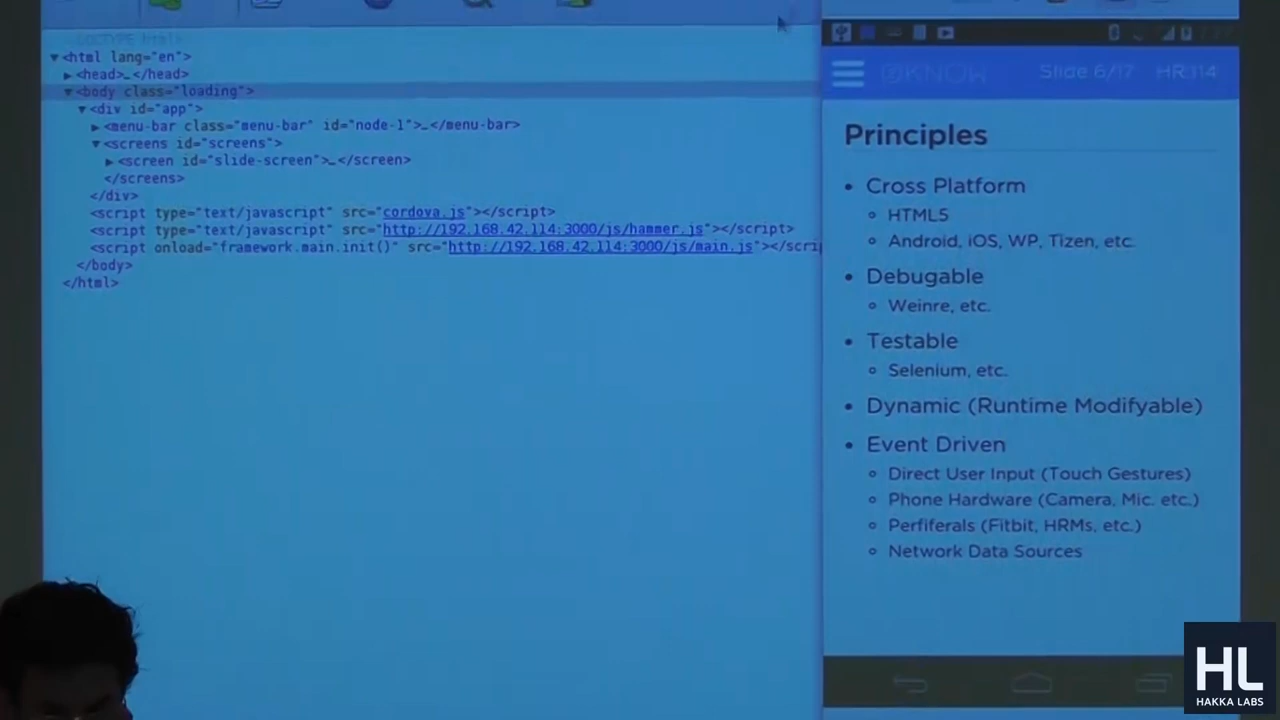 <!DOCTYPE html>
▼<html lang="en">
▶<head>…</head>
▼<body class="loading">
▼<div id="app">
▶<menu-bar class="menu-bar" id="node-1">…</menu-bar>
▼<screens id="screens">
▶<screen id="slide-screen">…</screen>
</screens>
</div>
<script type="text/javascript" src="cordova.js"></script>
<script type="text/javascript" src="http://192.168.42.114:3000/js/hammer.js"></script>
<script onload="framework.main.init()" src="http://192.168.42.114:3000/js/main.js"></scrip
</body>
</html>
@KNOW Slide 6/17 HR:114
Principles
• Cross Platform
◦ HTML5
◦ Android, iOS, WP, Tizen, etc.
• Debugable
◦ Weinre, etc.
• Testable
◦ Selenium, etc.
• Dynamic (Runtime Modifyable)
• Event Driven
◦ Direct User Input (Touch Gestures)
◦ Phone Hardware (Camera, Mic. etc.)
◦ Perfiferals (Fitbit, HRMs, etc.)
◦ Network Data Sources
HL
HAKKA LABS